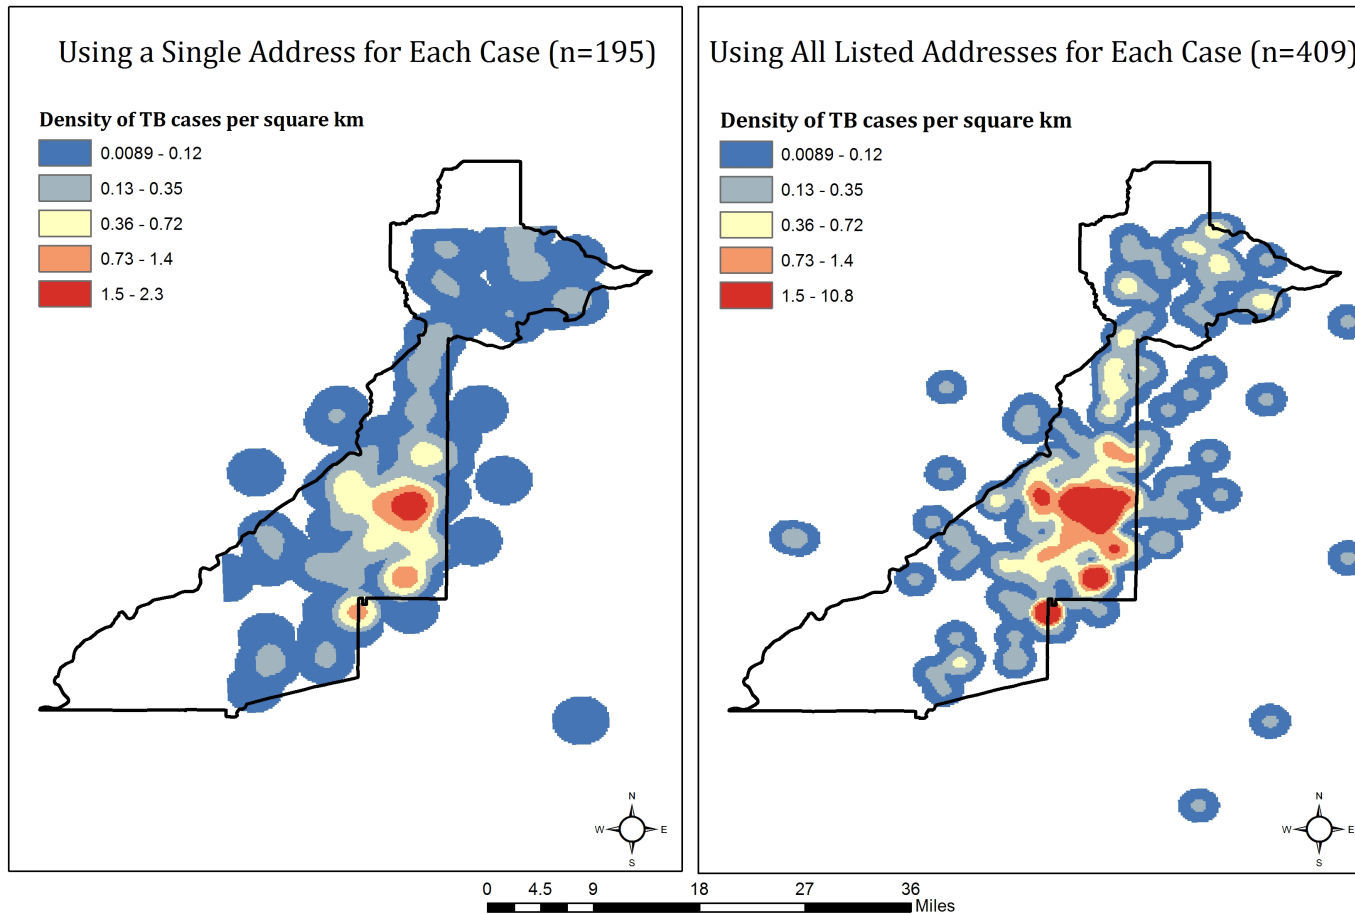 Using a Single Address for Each Case (n=195)
Density of TB cases per square km
0.0089 - 0.12
0.13 - 0.35
0.36 - 0.72
0.73 - 1.4
1.5 - 2.3
N
W E
S
Using All Listed Addresses for Each Case (n=409)
Density of TB cases per square km
0.0089 - 0.12
0.13 - 0.35
0.36 - 0.72
0.73 - 1.4
1.5 - 10.8
N
W E
S
0 4.5 9 18 27 36
Miles